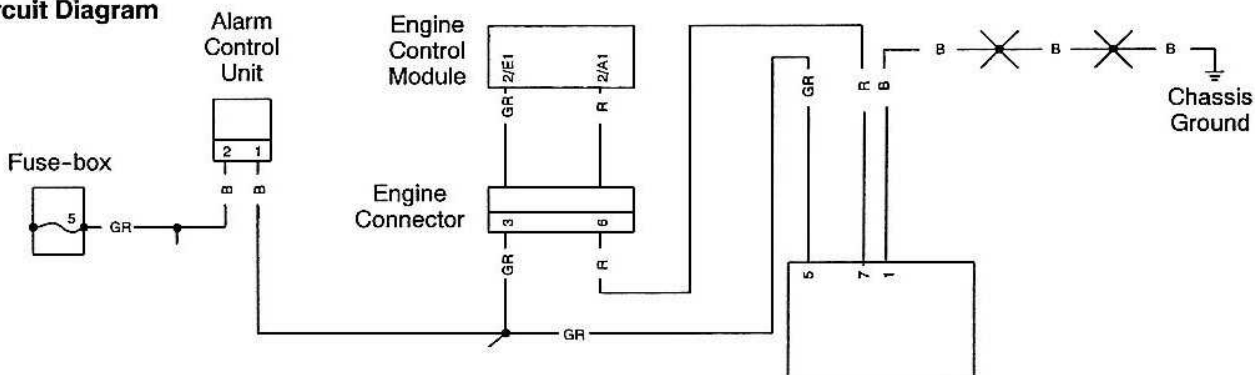 rcuit Diagram
Alarm
Control
Unit
Engine
Control
Module
2/E1
2/A1
GR
R
GR
R
B
B
B
B
B
Chassis
Ground
2 1
Fuse-box
5
GR
B
B
Engine
Connector
3
6
GR
R
GR
5
7
1